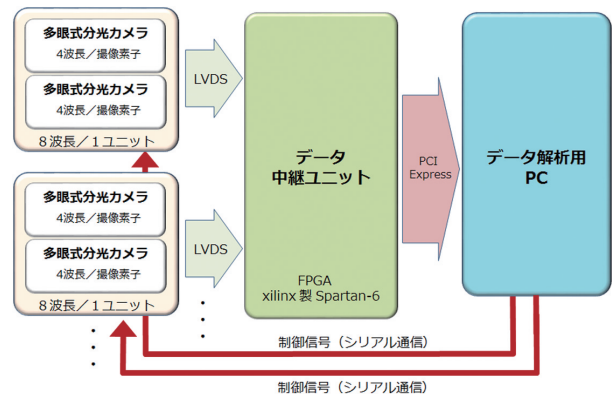 多眼式分光カメラ
4波長／撮像素子
多眼式分光カメラ
4波長／撮像素子
８波長／１ユニット
LVDS
多眼式分光カメラ
4波長／撮像素子
多眼式分光カメラ
4波長／撮像素子
８波長／１ユニット
LVDS
データ
中継ユニット
FPGA
xilinx 製 Spartan-6
PCI
Express
データ解析用
PC
制御信号（シリアル通信）
制御信号（シリアル通信）